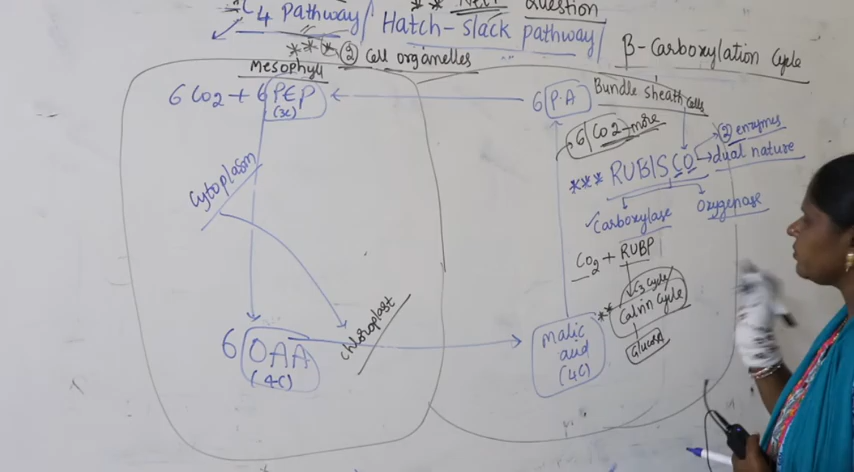 ** NEET Question
C4 Pathway/ Hatch-Slack pathway/
β-Carboxylation Cycle
*** ② Cell organelles
Mesophyll
Bundle sheath cells
6 CO2 + 6 PEP
(3C)
6 P.A
6 CO2 more
② enzymes
dual nature
*** RUBISCO
Cytoplasm
Carboxylase
Oxygenase
CO2 + RUBP
C3 cycle/
** Calvin Cycle
Chloroplast
6 OAA
(4C)
Malic
acid
(4C)